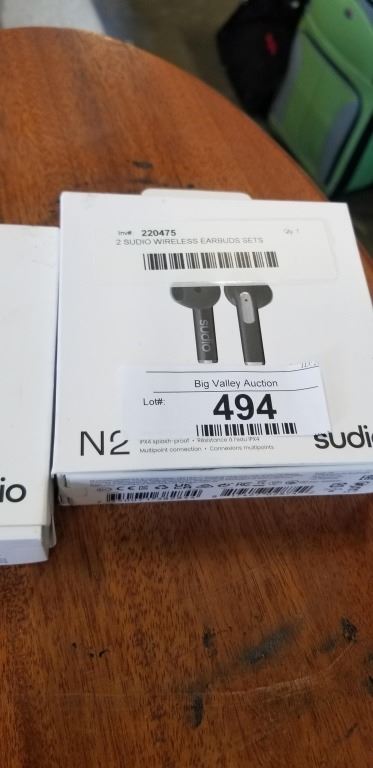 Inv#: 220475 Qty: 1
2 SUDIO WIRELESS EARBUDS SETS
sudio
Big Valley Auction
Lot#: 494
N2
IPX4 splash-proof • Résistance à l'eau IPX4
Multipoint connection • Connexions multipoints
sudio
io